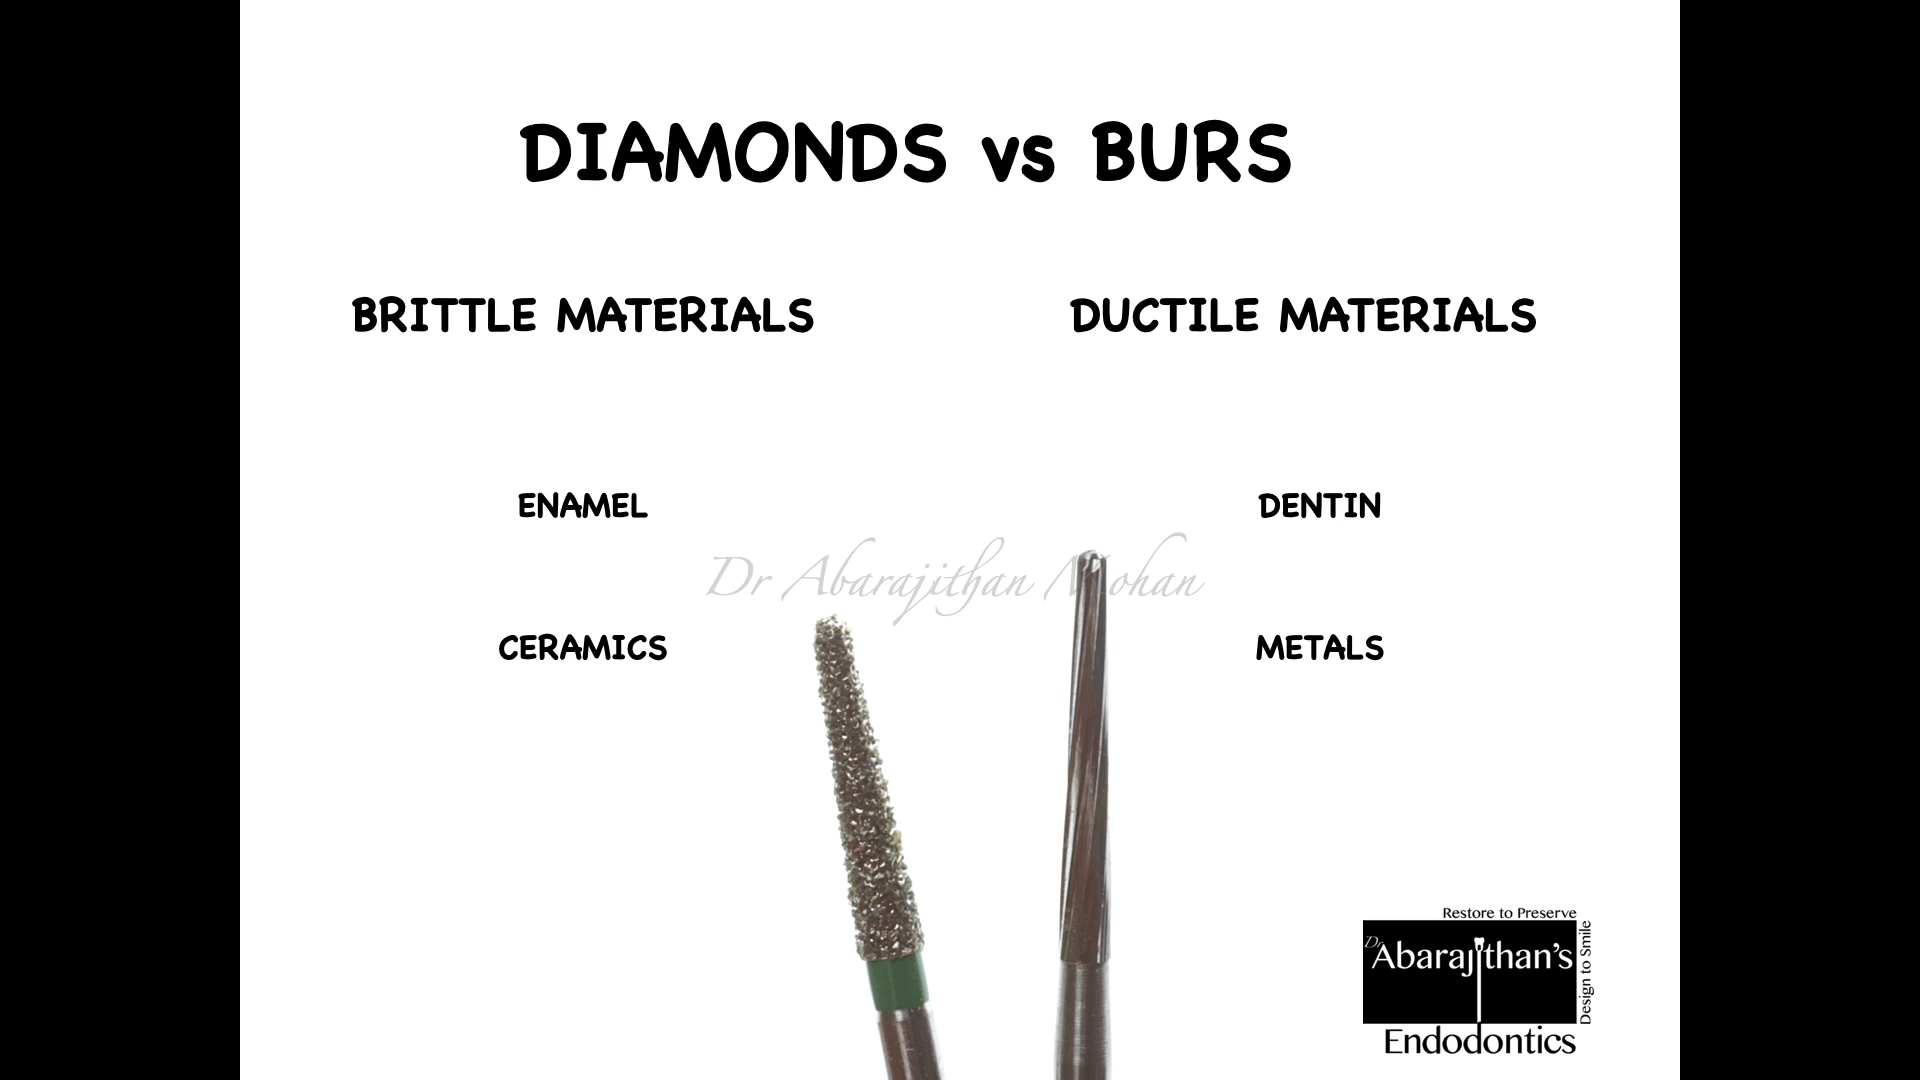 DIAMONDS vs BURS
BRITTLE MATERIALS
DUCTILE MATERIALS
ENAMEL
DENTIN
Dr Abarajithan Mohan
CERAMICS
METALS
Restore to Preserve
Dr
Abarajithan's
Design to Smile
Endodontics